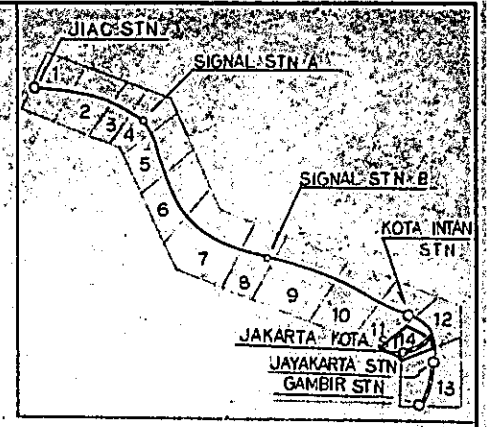 JIAC STN
SIGNAL STN A
1
2
3
4
5
SIGNAL STN B
6
KOTA INTAN
STN
7
8
9
10
11
12
JAKARTA KOTA S
14
JAYAKARTA STN
GAMBIR STN
13